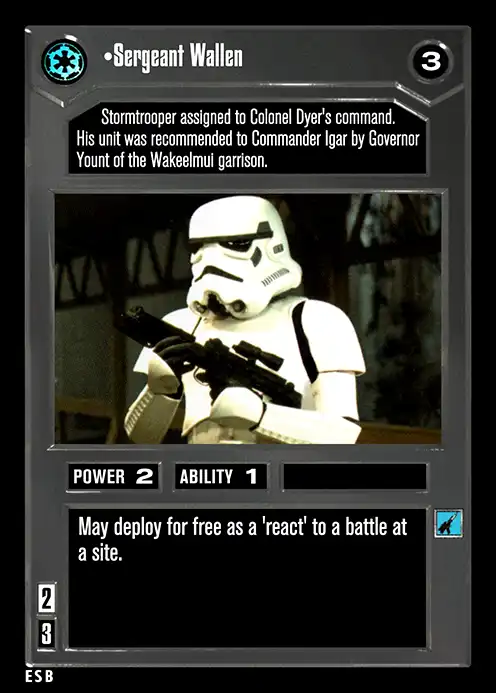 •Sergeant Wallen
3
Stormtrooper assigned to Colonel Dyer's command.
His unit was recommended to Commander Igar by Governor
Yount of the Wakeelmui garrison.
POWER 2 ABILITY 1
May deploy for free as a 'react' to a battle at
a site.
2
3
ESB